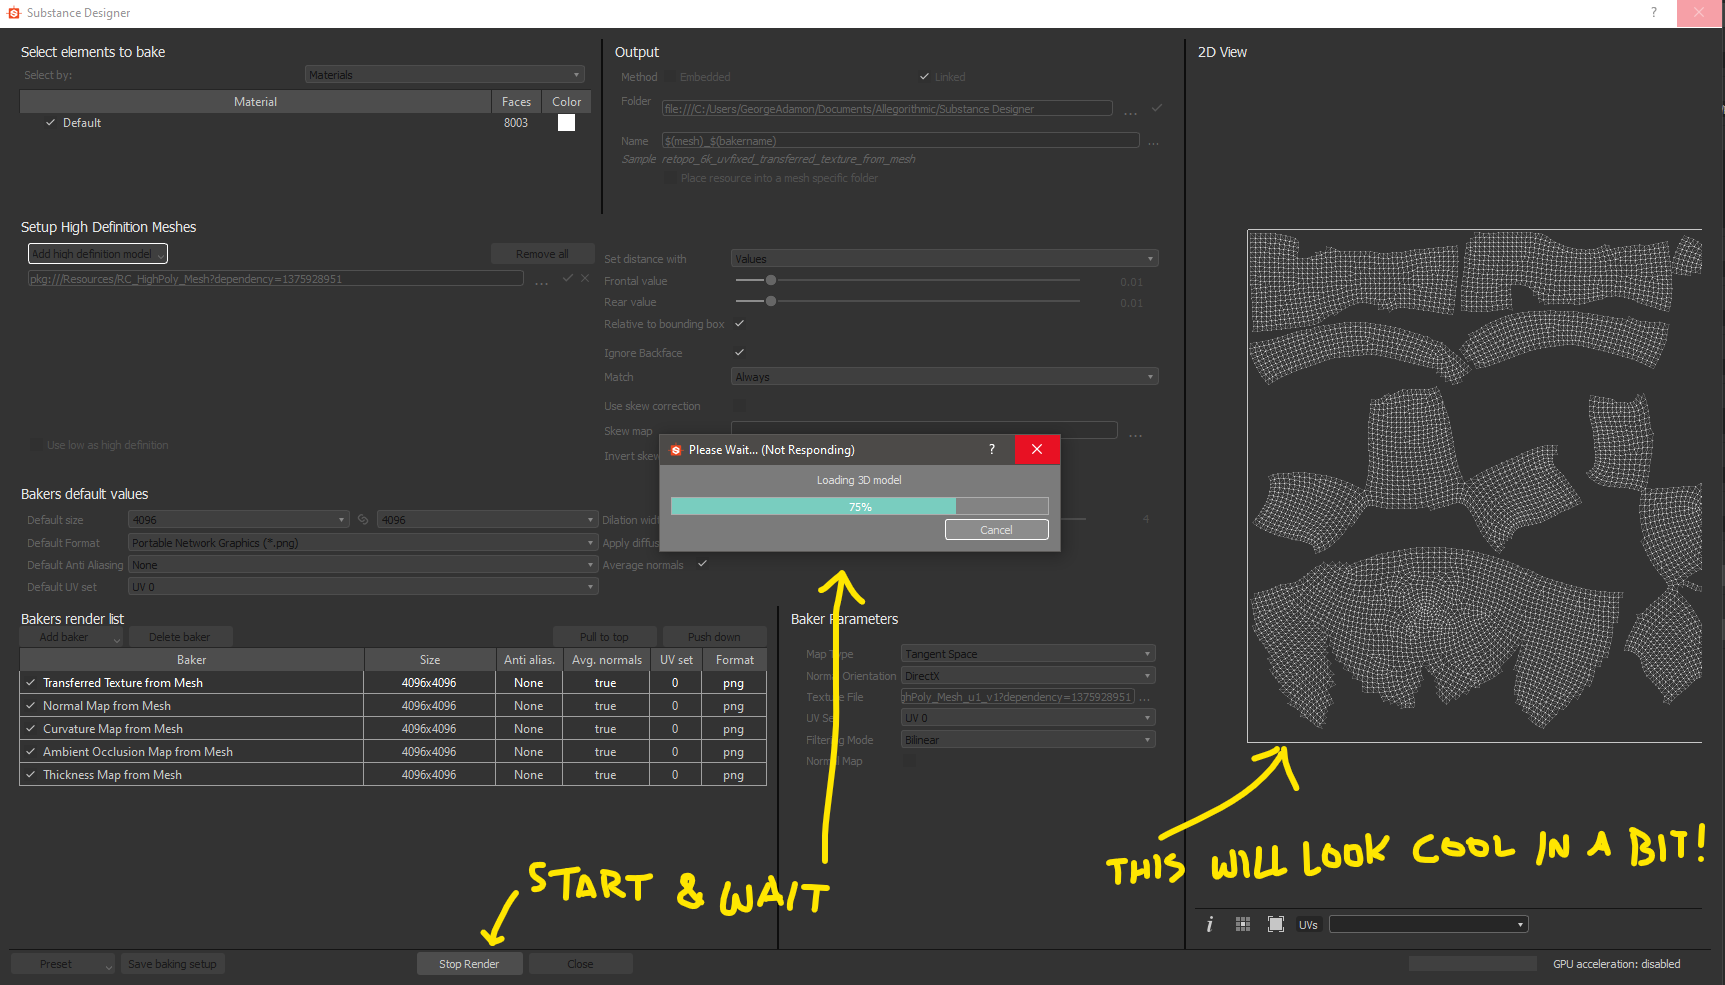 Substance Designer
?
Select elements to bake
Select by:
Materials
Material
Faces
Color
Default
8003
Output
Method
Embedded
Linked
Folder
file:///C:/Users/GeorgeAdamon/Documents/Allegorithmic/Substance Designer
...
Name
$(mesh)_$(bakername)
...
Sample retopo_6k_uvfixed_transferred_texture_from_mesh
Place resource into a mesh specific folder
2D View
Setup High Definition Meshes
Add high definition model
Remove all
pkg:///Resources/RC_HighPoly_Mesh?dependency=1375928951
...
Use low as high definition
Set distance with
Values
Frontal value
0.01
Rear value
0.01
Relative to bounding box
Ignore Backface
Match
Always
Use skew correction
Skew map
...
Invert skew
Please Wait... (Not Responding)
?
Loading 3D model
75%
Cancel
Bakers default values
Default size
4096
4096
Dilation widt
4
Default Format
Portable Network Graphics (*.png)
Apply diffus
Default Anti Aliasing
None
Average normals
Default UV set
UV 0
Bakers render list
Add baker
Delete baker
Pull to top
Push down
Baker
Size
Anti alias.
Avg. normals
UV set
Format
Transferred Texture from Mesh
4096x4096
None
true
0
png
Normal Map from Mesh
4096x4096
None
true
0
png
Curvature Map from Mesh
4096x4096
None
true
0
png
Ambient Occlusion Map from Mesh
4096x4096
None
true
0
png
Thickness Map from Mesh
4096x4096
None
true
0
png
Baker Parameters
Map Type
Tangent Space
Normal Orientation
DirectX
Texture File
ghPoly_Mesh_u1_v1?dependency=1375928951
...
UV Set
UV 0
Filtering Mode
Bilinear
Normal Map
START & WAIT
THIS WILL LOOK COOL IN A BIT!
i
UVs
Preset
Save baking setup
Stop Render
Close
GPU acceleration: disabled